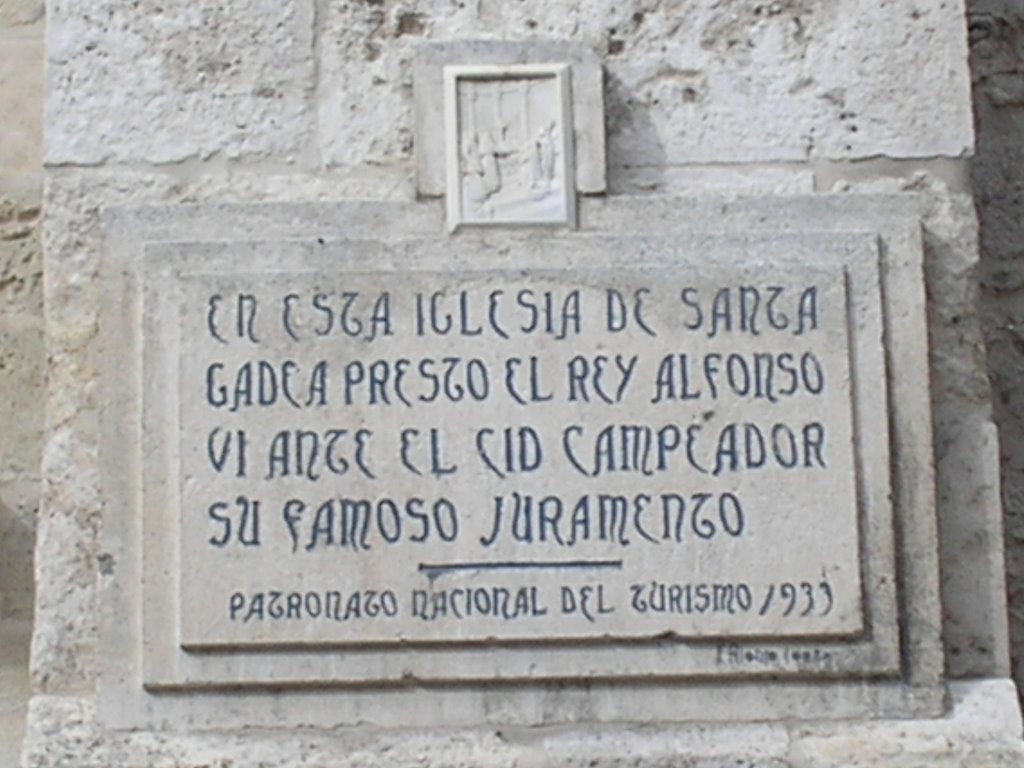 EN ESTA IGLESIA DE SANTA
GADEA PRESTO EL REY ALFONSO
VI ANTE EL CID CAMPEADOR
SU FAMOSO JURAMENTO
PATRONATO NACIONAL DEL TURISMO/1933